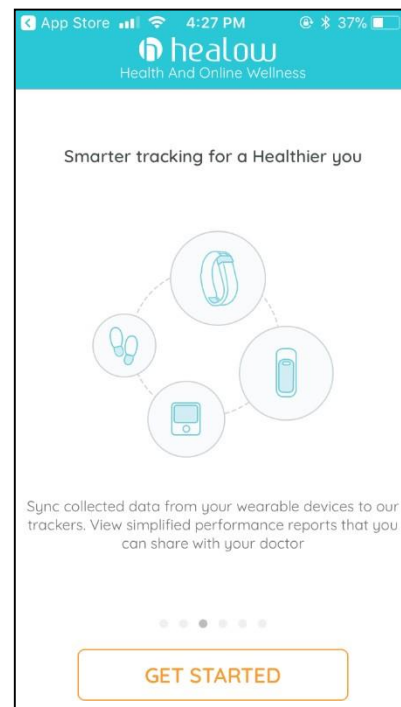 App Store 4:27 PM 37%
healow
Health And Online Wellness
Smarter tracking for a Healthier you
Sync collected data from your wearable devices to our
trackers. View simplified performance reports that you
can share with your doctor
GET STARTED